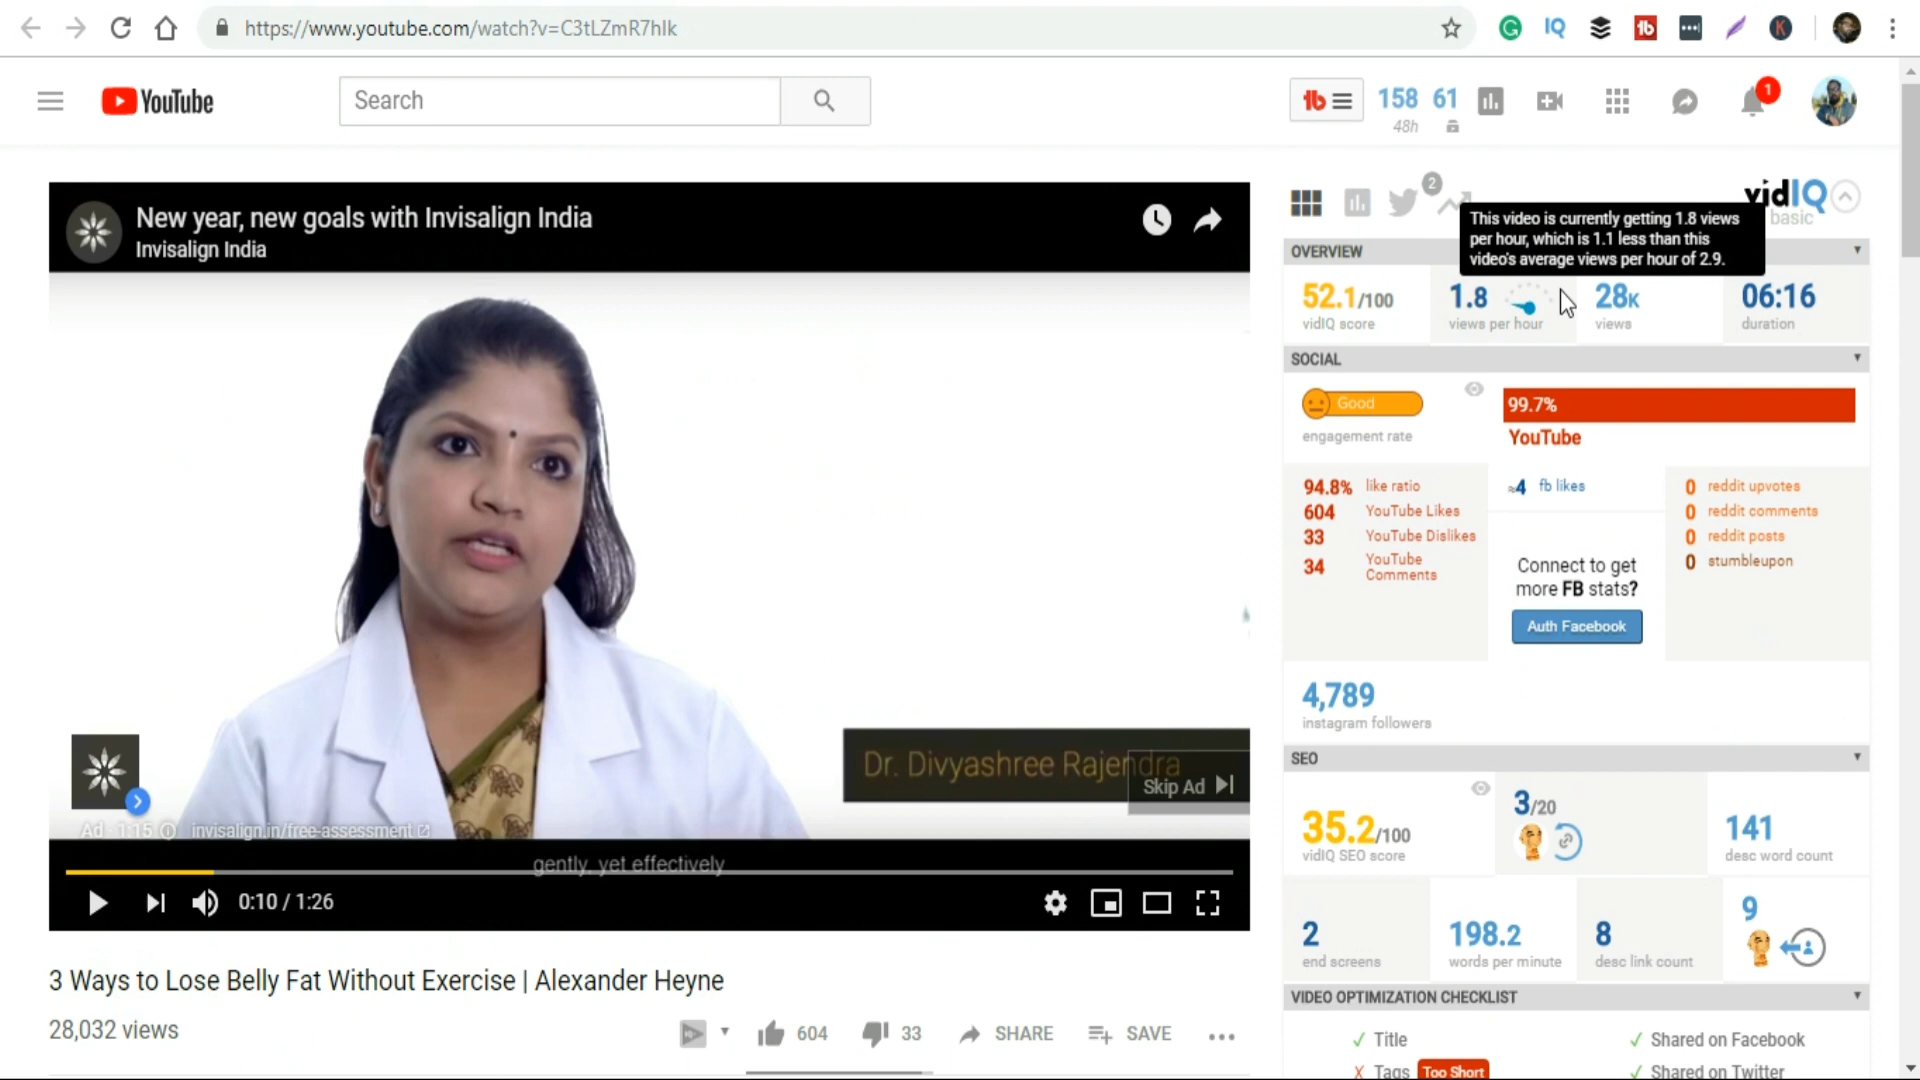 https://www.youtube.com/watch?v=C3tLZmR7hIk
YouTube
Search
158 61
48h
1
New year, new goals with Invisalign India
Invisalign India
2
vidIQ
basic
This video is currently getting 1.8 views
per hour, which is 1.1 less than this
video's average views per hour of 2.9.
OVERVIEW
52.1/100
vidIQ score
1.8
views per hour
28K
views
06:16
duration
SOCIAL
Good
engagement rate
99.7%
YouTube
94.8% like ratio
604 YouTube Likes
33 YouTube Dislikes
34 YouTube
Comments
≈4 fb likes
Connect to get
more FB stats?
Auth Facebook
0 reddit upvotes
0 reddit comments
0 reddit posts
0 stumbleupon
4,789
instagram followers
SEO
35.2/100
vidIQ SEO score
3/20
141
desc word count
2
end screens
198.2
words per minute
8
desc link count
9
VIDEO OPTIMIZATION CHECKLIST
✓ Title
✓ Shared on Facebook
X Tags Too Short
✓ Shared on Twitter
Dr. Divyashree Rajendra
Skip Ad
Ad 1:15 invisalign.in/free-assessment
gently, yet effectively
0:10 / 1:26
3 Ways to Lose Belly Fat Without Exercise | Alexander Heyne
28,032 views
604 33 SHARE SAVE